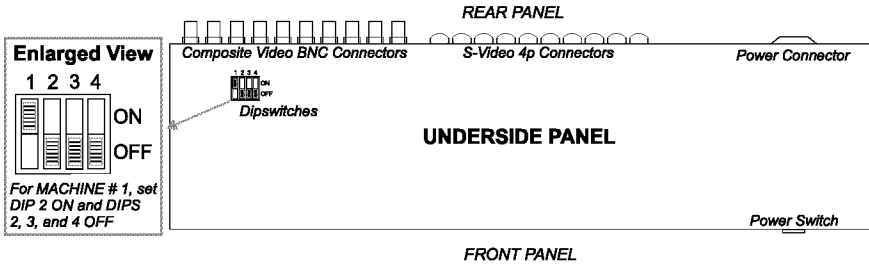 REAR PANEL
Enlarged View
1 2 3 4
ON
OFF
For MACHINE # 1, set
DIP 2 ON and DIPS
2, 3, and 4 OFF
Composite Video BNC Connectors
S-Video 4p Connectors
Power Connector
1 2 3 4
ON
OFF
Dipswitches
UNDERSIDE PANEL
Power Switch
FRONT PANEL